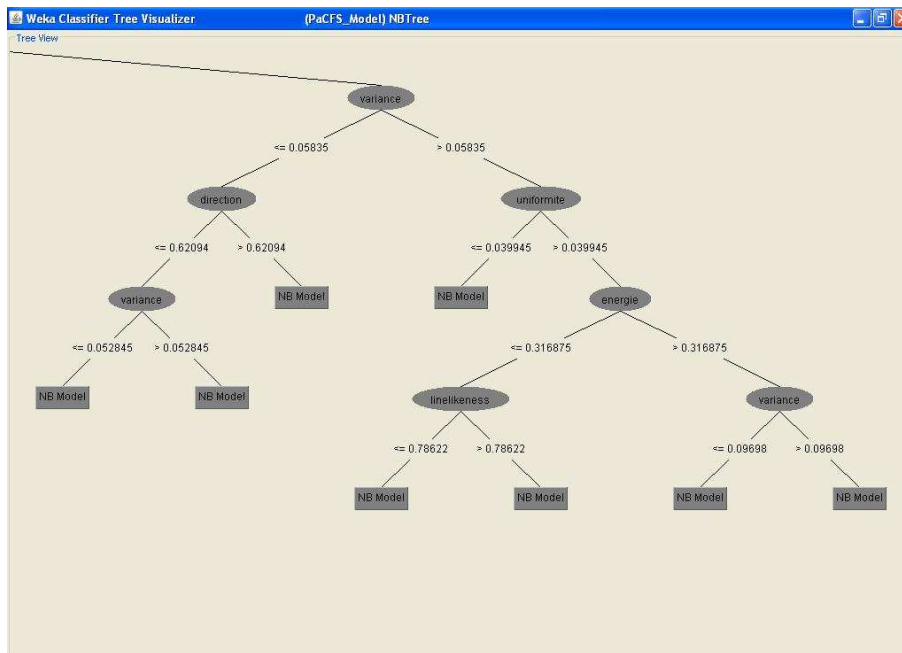 Weka Classifier Tree Visualizer (PaCFS_Model) NBTree
Tree View
variance
<= 0.05835 > 0.05835
direction uniformite
<= 0.62094 > 0.62094 <= 0.039945 > 0.039945
variance NB Model NB Model energie
<= 0.052845 > 0.052845 <= 0.316875 > 0.316875
NB Model NB Model linelikeness variance
<= 0.78622 > 0.78622 <= 0.09698 > 0.09698
NB Model NB Model NB Model NB Model